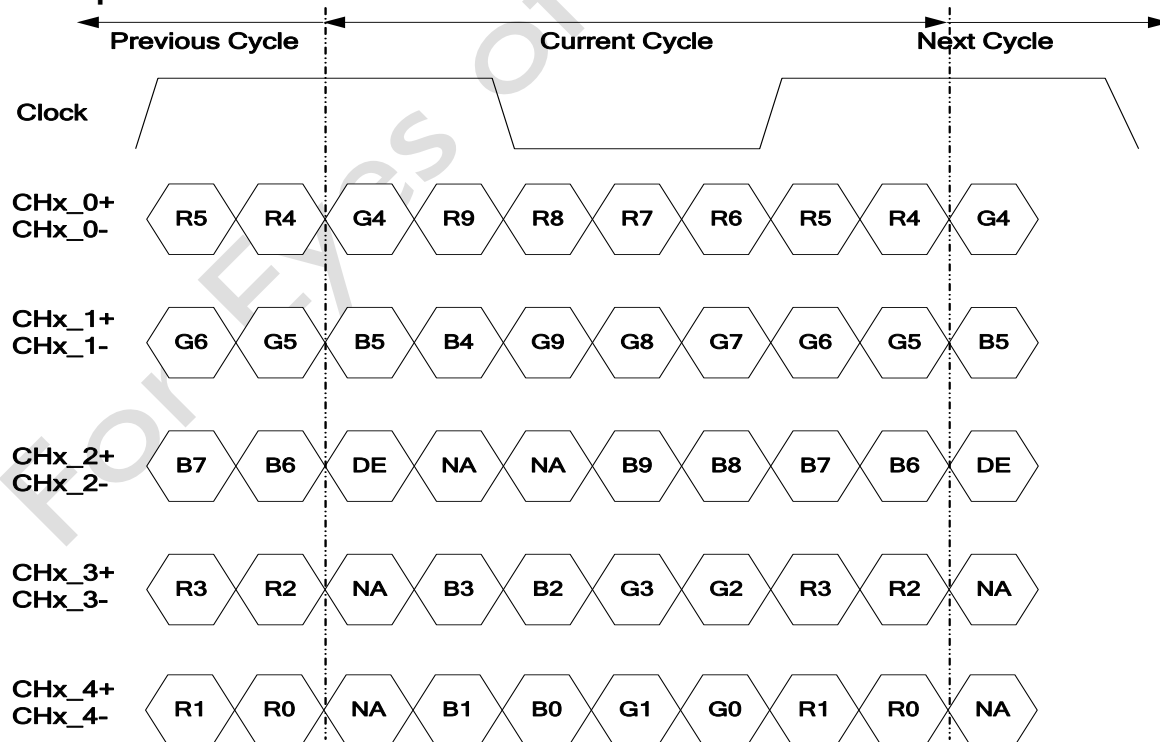 Previous Cycle Current Cycle Next Cycle
Clock
CHx_0+
CHx_0-
R5 R4 G4 R9 R8 R7 R6 R5 R4 G4
CHx_1+
CHx_1-
G6 G5 B5 B4 G9 G8 G7 G6 G5 B5
CHx_2+
CHx_2-
B7 B6 DE NA NA B9 B8 B7 B6 DE
CHx_3+
CHx_3-
R3 R2 NA B3 B2 G3 G2 R3 R2 NA
CHx_4+
CHx_4-
R1 R0 NA B1 B0 G1 G0 R1 R0 NA
For Eyes of